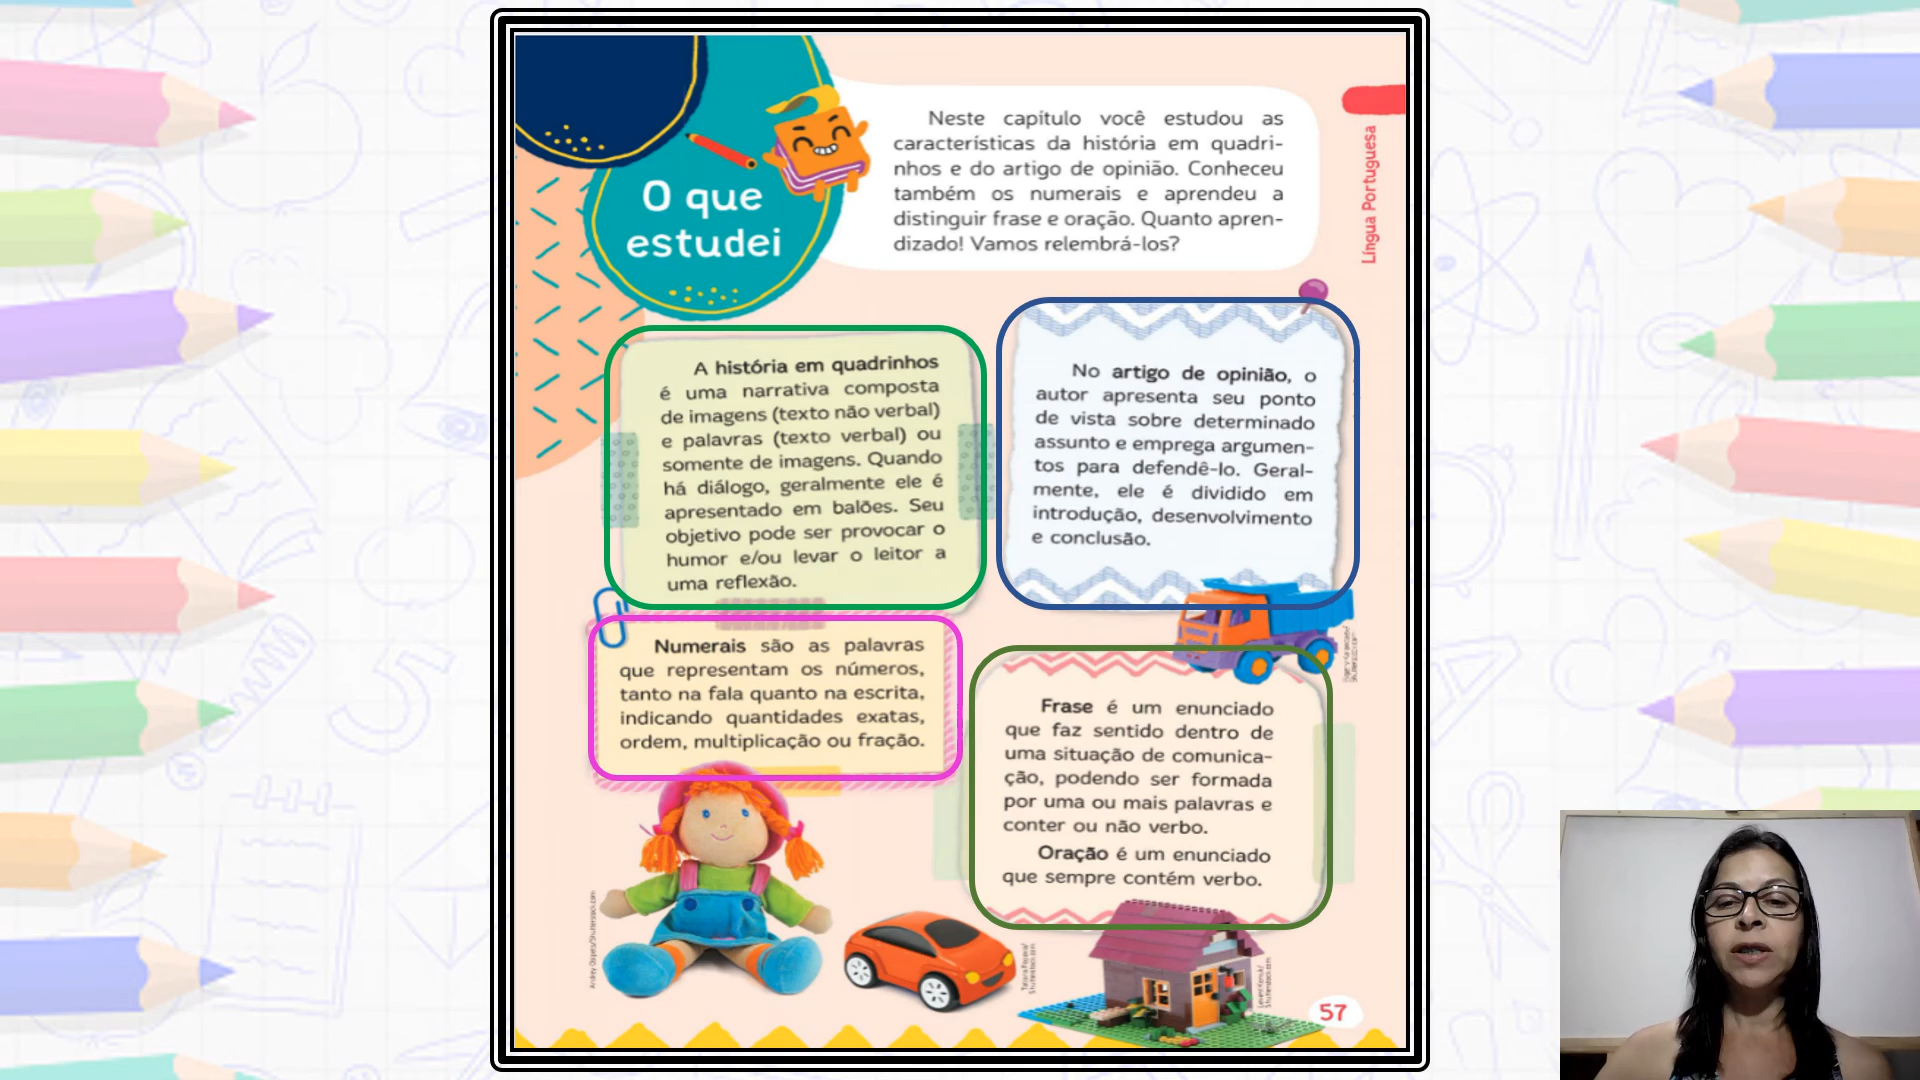 O que
estudei
Neste capítulo você estudou as
características da história em quadri-
nhos e do artigo de opinião. Conheceu
também os numerais e aprendeu a
distinguir frase e oração. Quanto apren-
dizado! Vamos relembrá-los?
Língua Portuguesa
A história em quadrinhos
é uma narrativa composta
de imagens (texto não verbal)
e palavras (texto verbal) ou
somente de imagens. Quando
há diálogo, geralmente ele é
apresentado em balões. Seu
objetivo pode ser provocar o
humor e/ou levar o leitor a
uma reflexão.
No artigo de opinião, o
autor apresenta seu ponto
de vista sobre determinado
assunto e emprega argumen-
tos para defendê-lo. Geral-
mente, ele é dividido em
introdução, desenvolvimento
e conclusão.
Numerais são as palavras
que representam os números,
tanto na fala quanto na escrita,
indicando quantidades exatas,
ordem, multiplicação ou fração.
Frase é um enunciado
que faz sentido dentro de
uma situação de comunica-
ção, podendo ser formada
por uma ou mais palavras e
conter ou não verbo.
Oração é um enunciado
que sempre contém verbo.
57